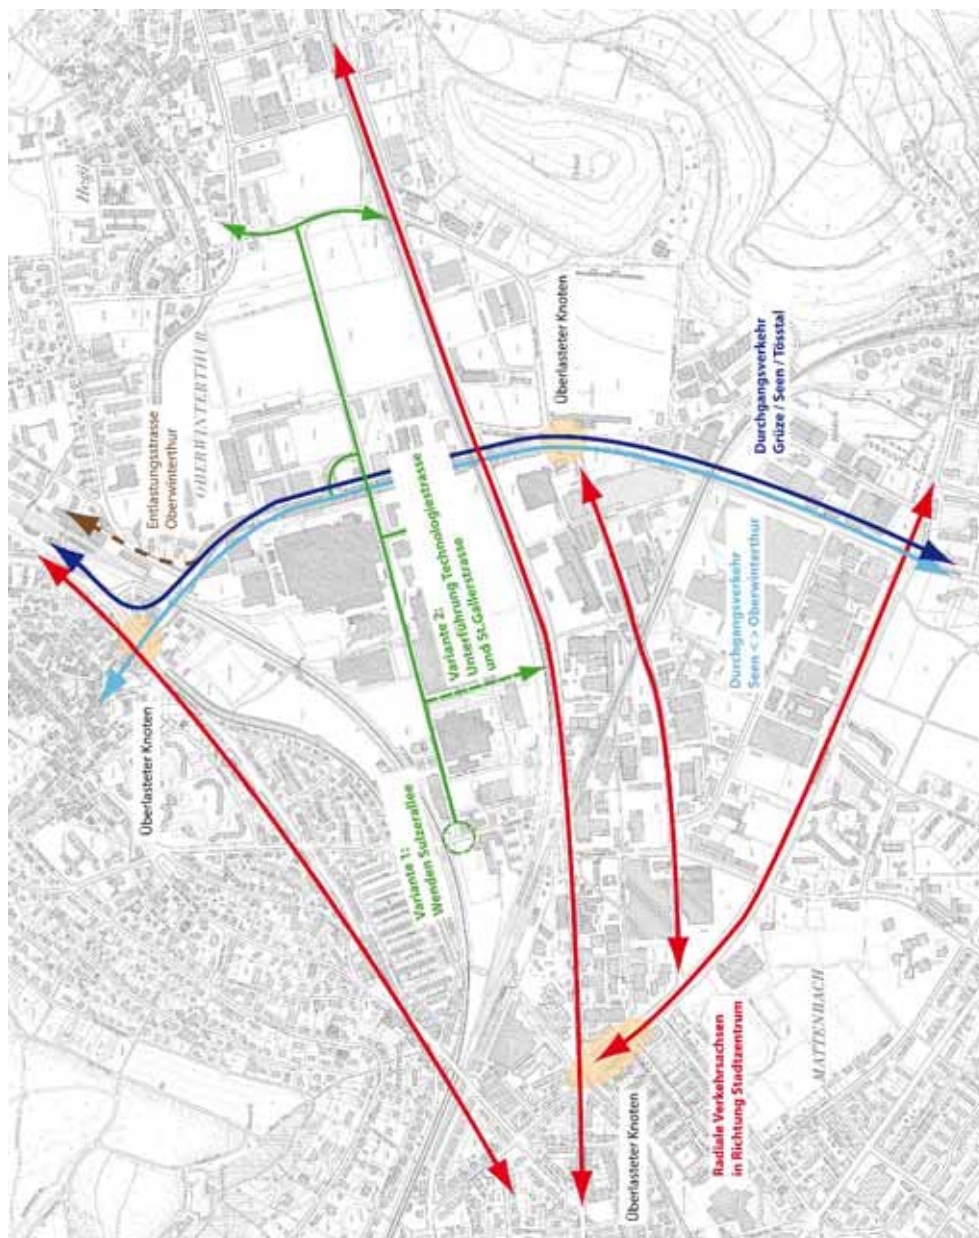 Hegi
OBERWINTERTHUR
Entlastungsstrasse
Oberwinterthur
Überlasteter Knoten
Überlasteter Knoten
Variante 1:
Wenden Sulzerallee
Variante 2:
Unterführung Technologiestrasse
und St.Gallerstrasse
Durchgangsverkehr
Grüze / Seen / Tösstal
Durchgangsverkehr
Seen < > Oberwinterthur
Überlasteter Knoten
Radiale Verkehrsachsen
in Richtung Stadtzentrum
MATTENBACH